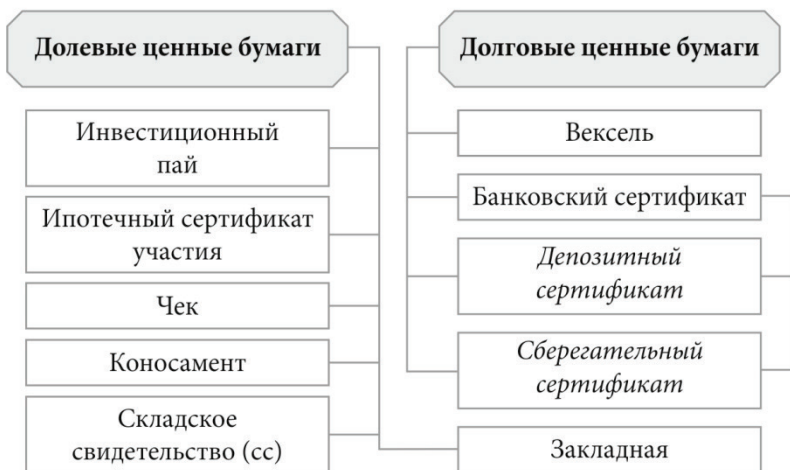 Долевые ценные бумаги
Инвестиционный
пай
Ипотечный сертификат
участия
Чек
Коносамент
Складское
свидетельство (сс)
Долговые ценные бумаги
Вексель
Банковский сертификат
Депозитный
сертификат
Сберегательный
сертификат
Закладная